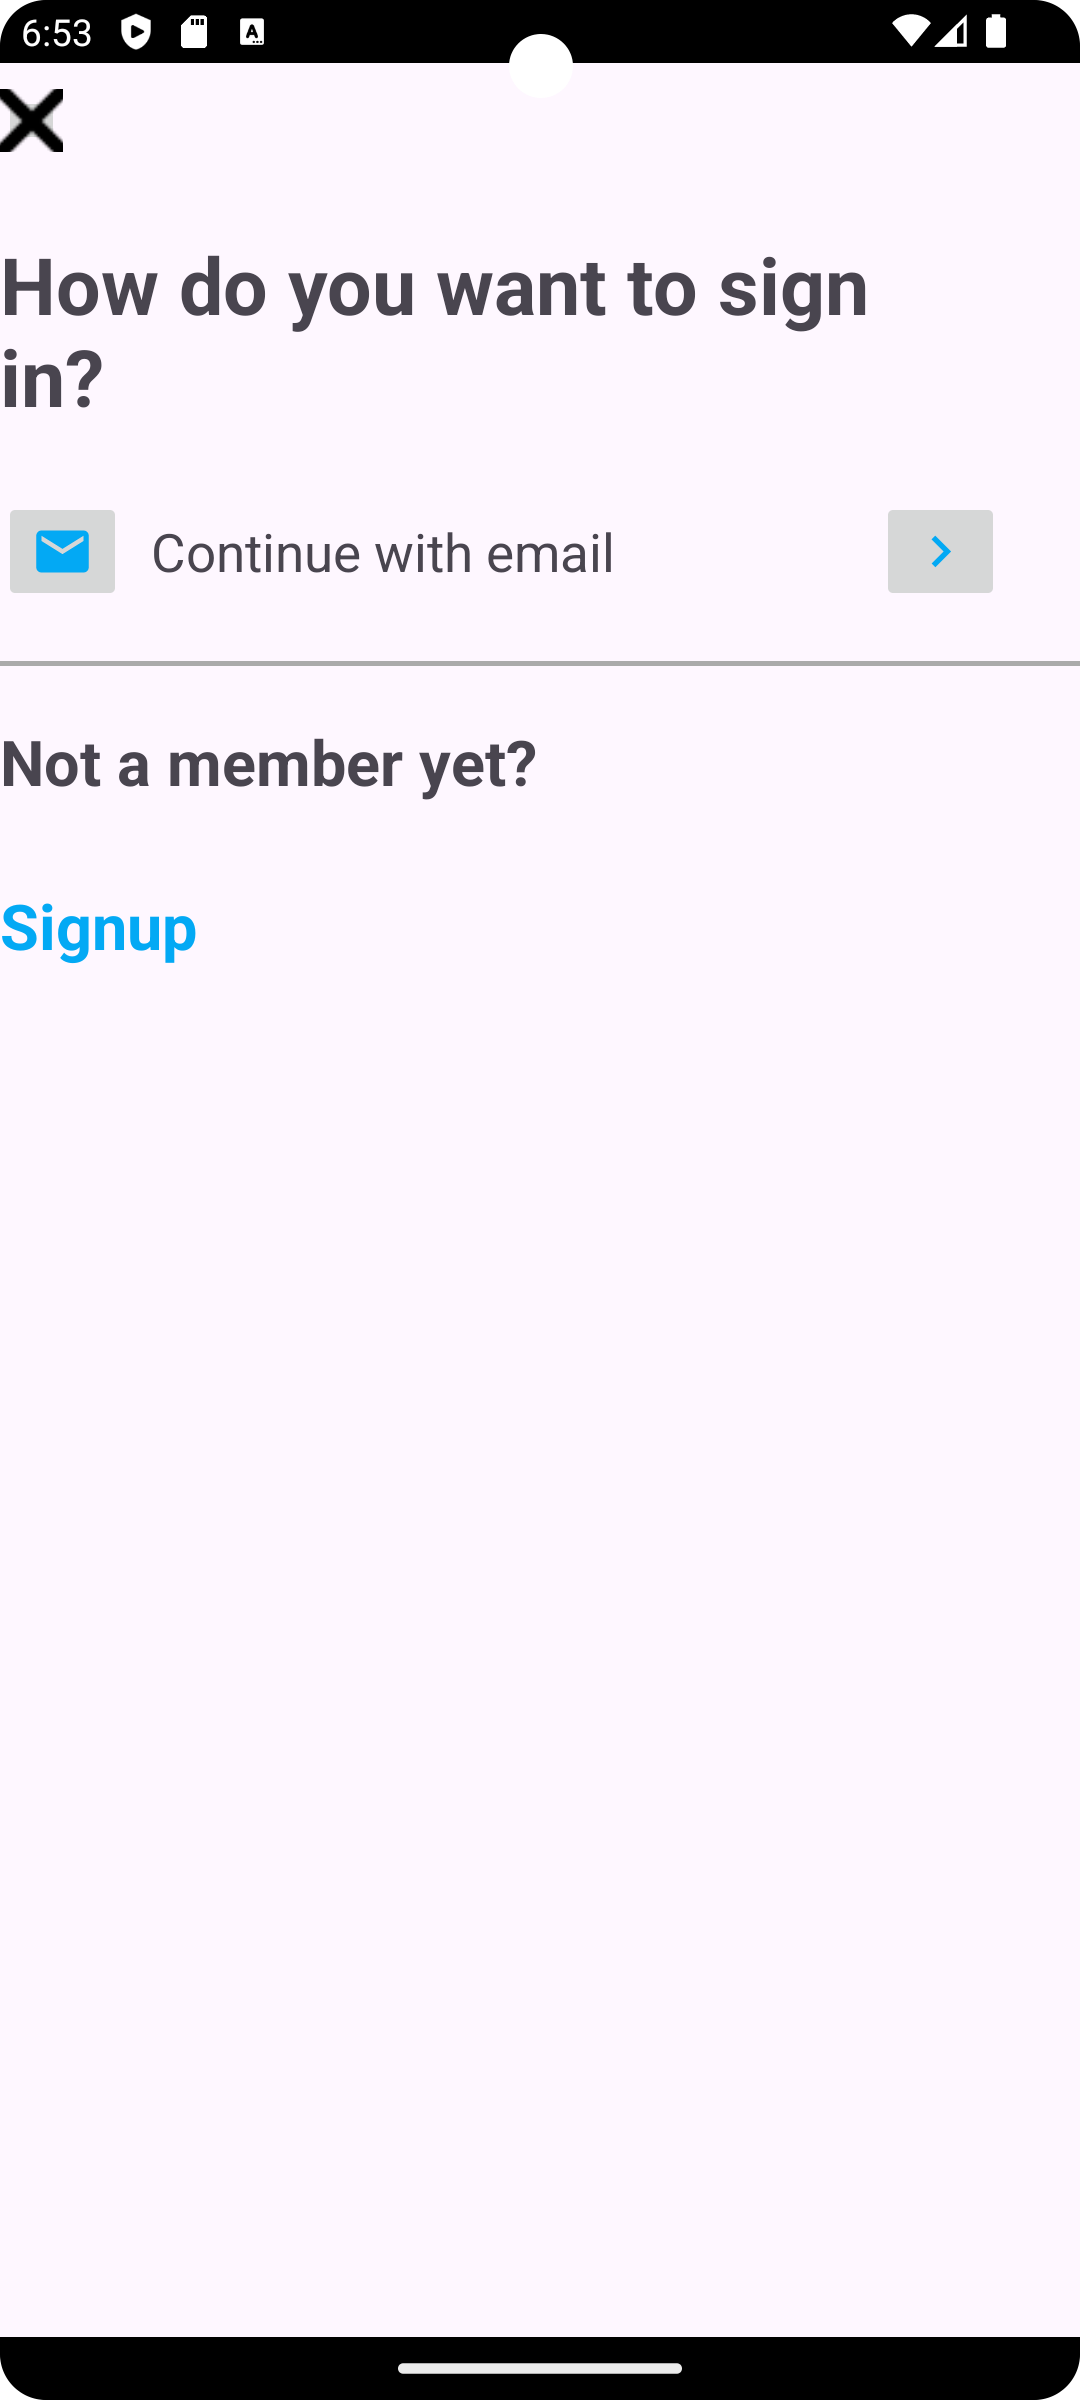 6:53
How do you want to sign
in?
Continue with email
Not a member yet?
Signup